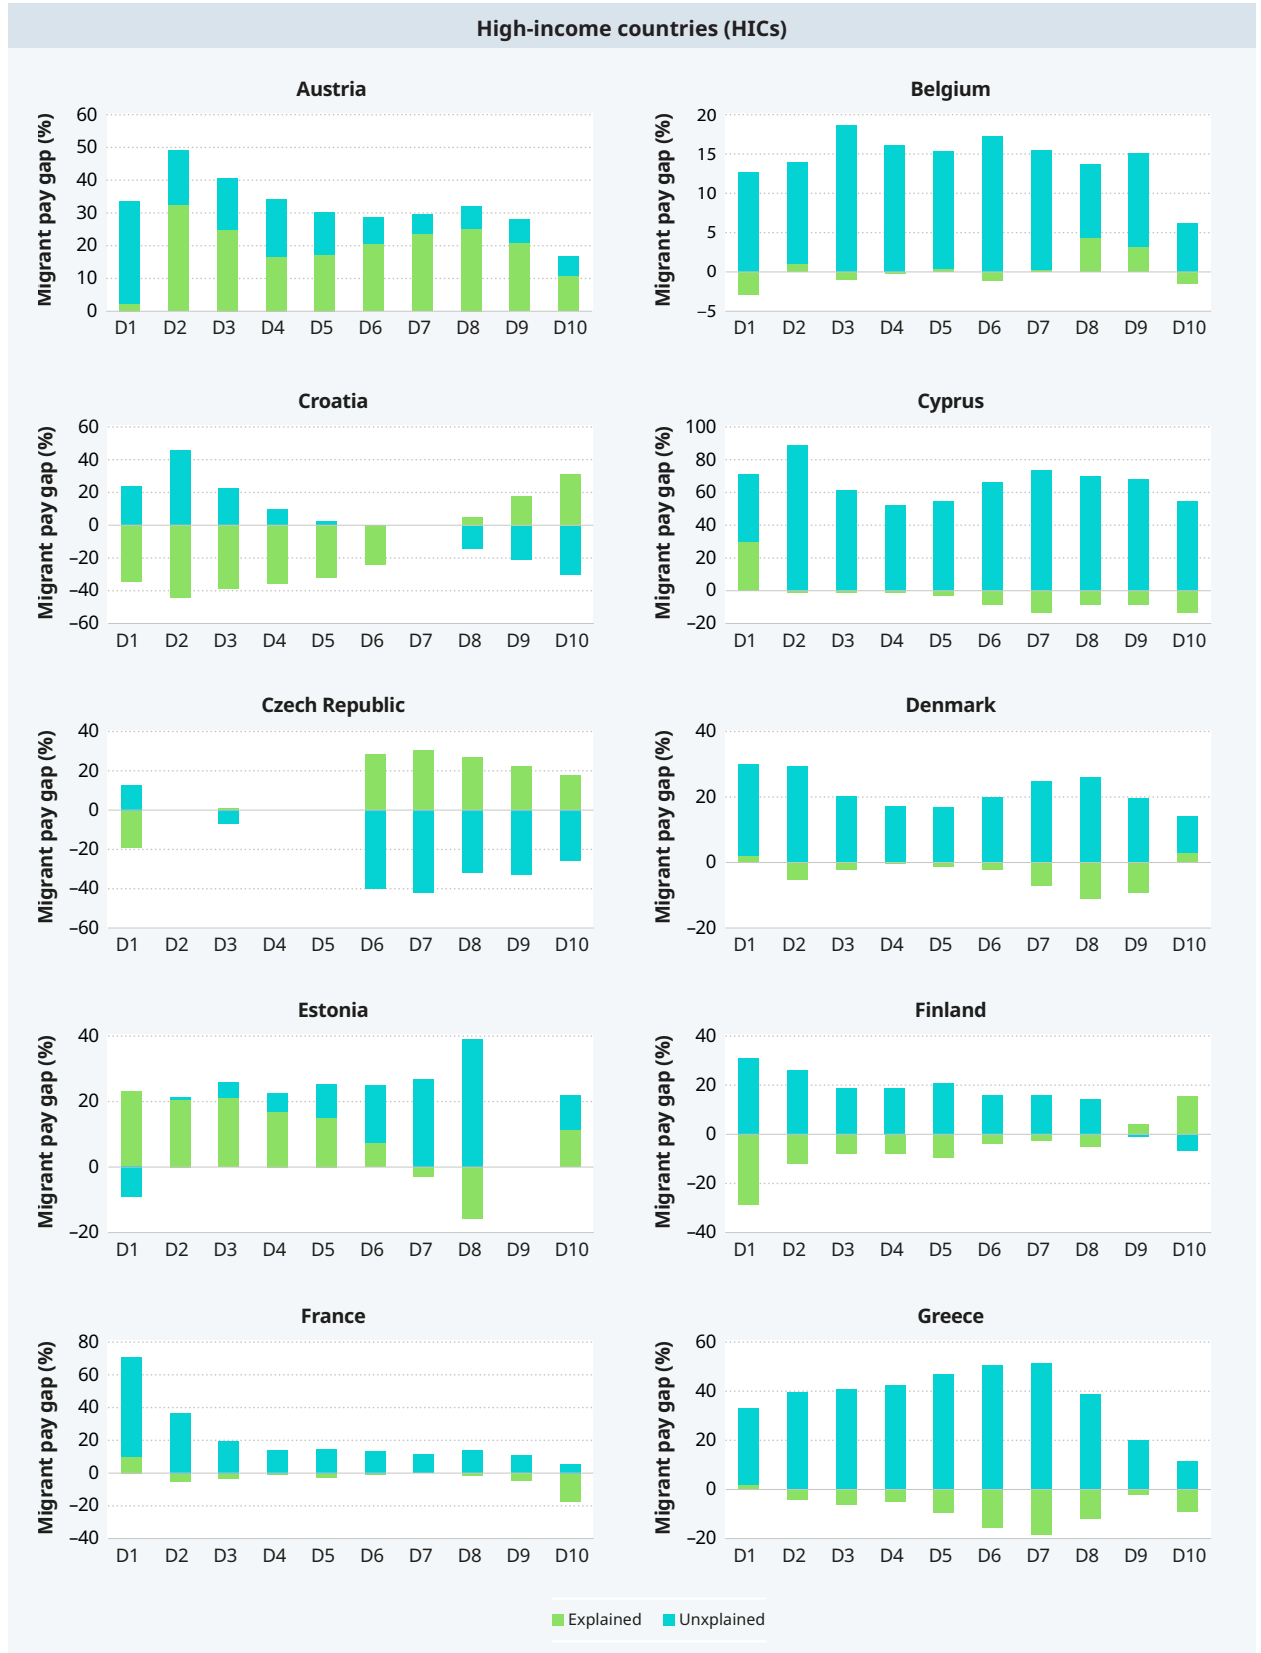 High-income countries (HICs)
Austria
Migrant pay gap (%)
60
50
40
30
20
10
0
D1 D2 D3 D4 D5 D6 D7 D8 D9 D10
Belgium
Migrant pay gap (%)
20
15
10
5
0
–5
D1 D2 D3 D4 D5 D6 D7 D8 D9 D10
Croatia
Migrant pay gap (%)
60
40
20
0
–20
–40
–60
D1 D2 D3 D4 D5 D6 D7 D8 D9 D10
Cyprus
Migrant pay gap (%)
100
80
60
40
20
0
–20
D1 D2 D3 D4 D5 D6 D7 D8 D9 D10
Czech Republic
Migrant pay gap (%)
40
20
0
–20
–40
–60
D1 D2 D3 D4 D5 D6 D7 D8 D9 D10
Denmark
Migrant pay gap (%)
40
20
0
–20
D1 D2 D3 D4 D5 D6 D7 D8 D9 D10
Estonia
Migrant pay gap (%)
40
20
0
–20
D1 D2 D3 D4 D5 D6 D7 D8 D9 D10
Finland
Migrant pay gap (%)
40
20
0
–20
–40
D1 D2 D3 D4 D5 D6 D7 D8 D9 D10
France
Migrant pay gap (%)
80
60
40
20
0
–20
–40
D1 D2 D3 D4 D5 D6 D7 D8 D9 D10
Greece
Migrant pay gap (%)
60
40
20
0
–20
D1 D2 D3 D4 D5 D6 D7 D8 D9 D10
Explained Unxplained